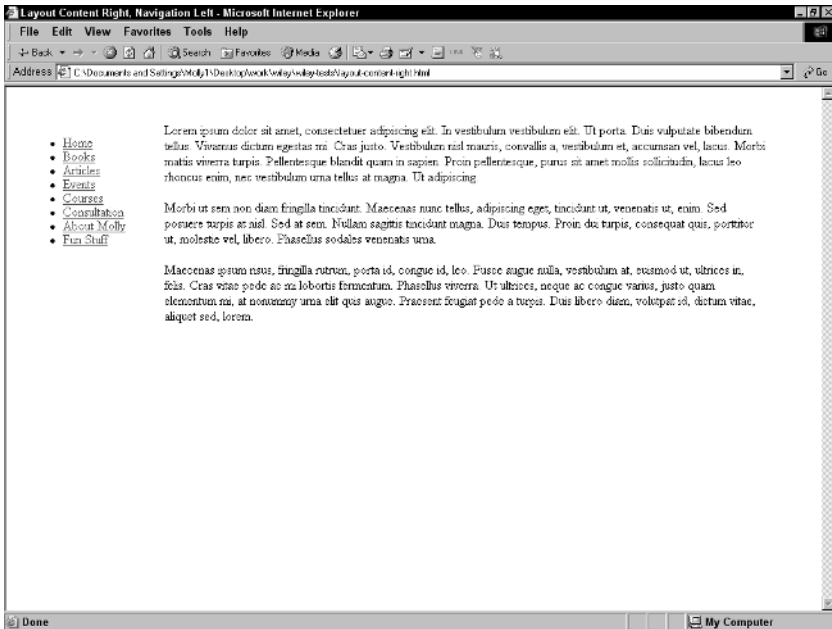 Layout Content Right, Navigation Left - Microsoft Internet Explorer
File Edit View Favorites Tools Help
Back Search Favorites Media
Address C:\Documents and Settings\Molly1\Desktop\work\wiley\wiley-tests\layout-content-right.html Go
Home
Books
Articles
Events
Courses
Consultation
About Molly
Fun Stuff
Lorem ipsum dolor sit amet, consectetuer adipiscing elit. In vestibulum vestibulum elit. Ut porta. Duis vulputate bibendum
tellus. Vivamus dictum egestas mi. Cras justo. Vestibulum nisl mauris, convallis a, vestibulum et, accumsan vel, lacus. Morbi
mattis viverra turpis. Pellentesque blandit quam in sapien. Proin pellentesque, purus sit amet mollis sollicitudin, lacus leo
rhoncus enim, nec vestibulum urna tellus at magna. Ut adipiscing.
Morbi ut sem non diam fringilla tincidunt. Maecenas nunc tellus, adipiscing eget, tincidunt ut, venenatis ut, enim. Sed
posuere turpis at nisl. Sed at sem. Nullam sagittis tincidunt magna. Duis tempus. Proin dui turpis, consequat quis, porttitor
ut, molestie vel, libero. Phasellus sodales venenatis urna.
Maecenas ipsum risus, fringilla rutrum, porta id, congue id, leo. Fusce augue nulla, vestibulum at, euismod ut, ultrices in,
felis. Cras vitae pede ac mi lobortis fermentum. Phasellus viverra. Ut ultrices, neque ac congue varius, justo quam
elementum mi, at nonummy urna elit quis augue. Praesent feugiat pede a turpis. Duis libero diam, volutpat id, dictum vitae,
aliquet sed, lorem.
Done My Computer